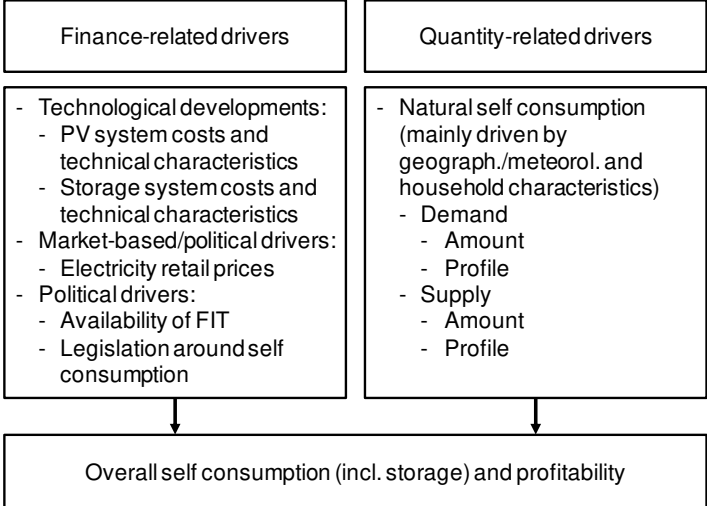 Finance-related drivers
Quantity-related drivers
- Technological developments:
- PV system costs and
technical characteristics
- Storage system costs and
technical characteristics
- Market-based/political drivers:
- Electricity retail prices
- Political drivers:
- Availability of FIT
- Legislation around self
consumption
- Natural self consumption
(mainly driven by
geograph./meteorol. and
household characteristics)
- Demand
- Amount
- Profile
- Supply
- Amount
- Profile
Overall self consumption (incl. storage) and profitability